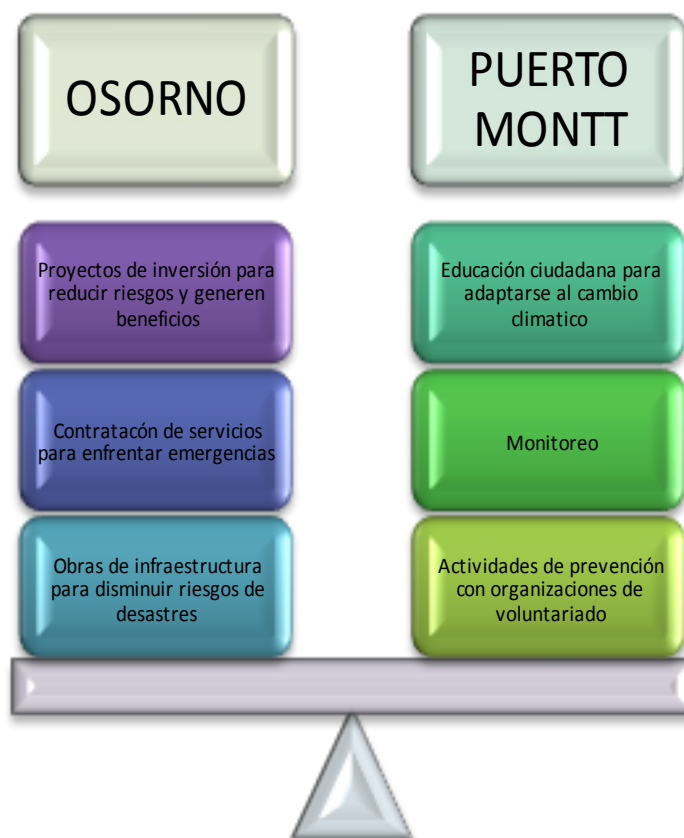 OSORNO
Proyectos de inversión para
reducir riesgos y generen
beneficios
Contratacón de servicios
para enfrentar emergencias
Obras de infraestructura
para disminuir riesgos de
desastres
PUERTO
MONTT
Educación ciudadana para
adaptarse al cambio
climatico
Monitoreo
Actividades de prevención
con organizaciones de
voluntariado